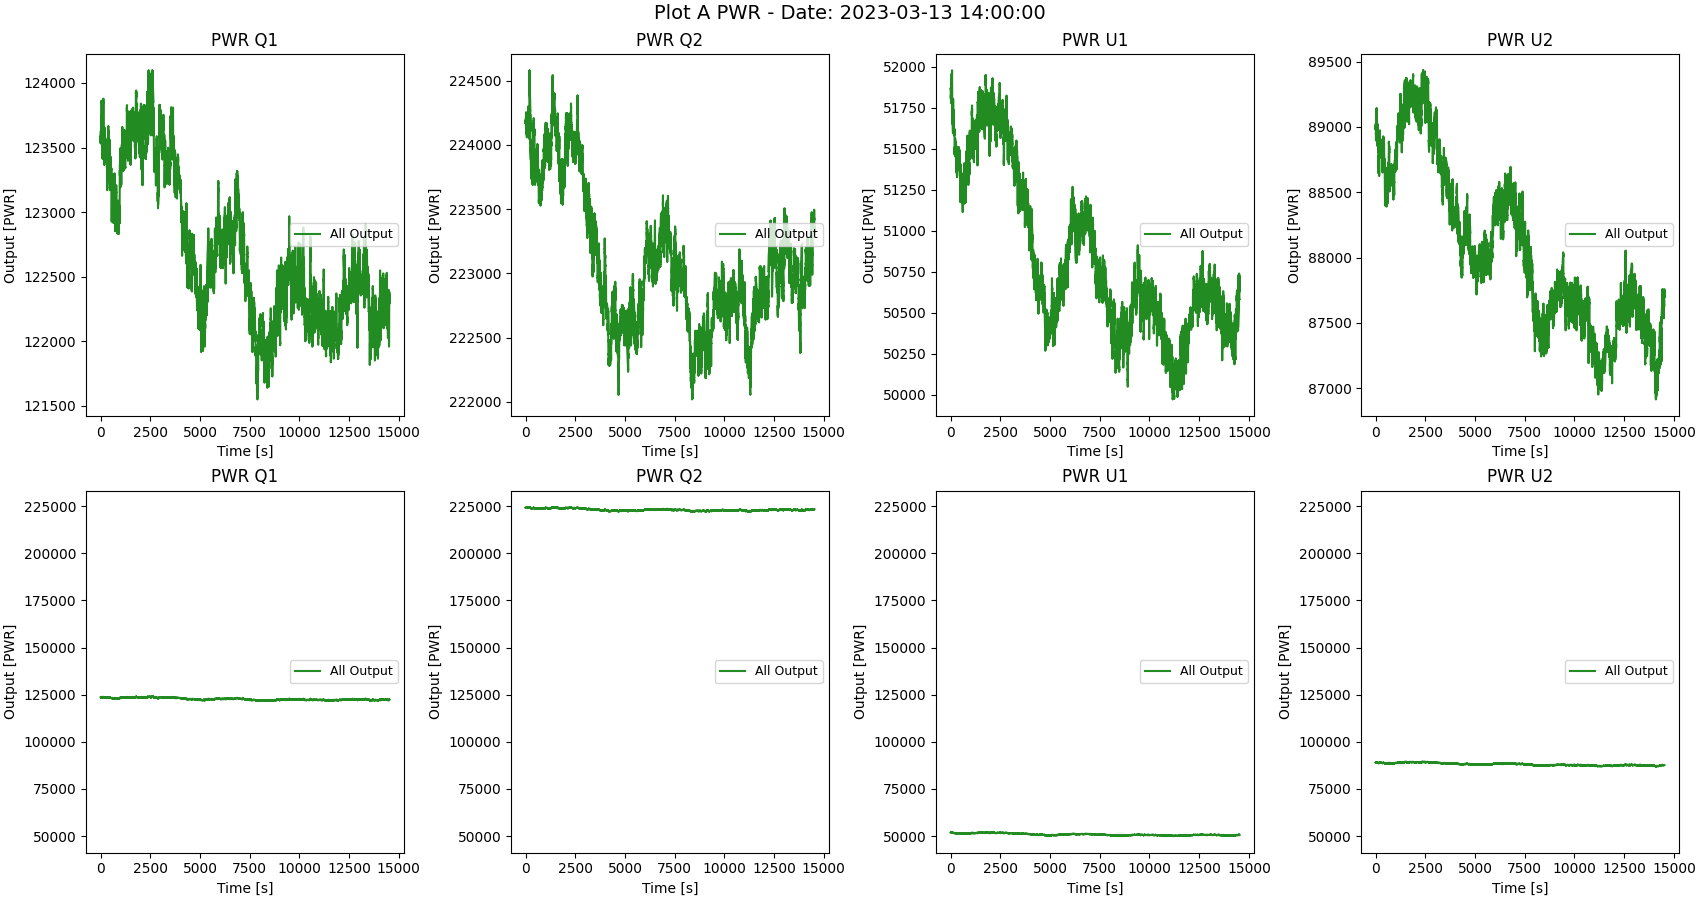 Plot A PWR - Date: 2023-03-13 14:00:00
PWR Q1
124000
123500
123000
122500
122000
121500
Output [PWR]
All Output
0 2500 5000 7500 10000 12500 15000
Time [s]
PWR Q2
224500
224000
223500
223000
222500
222000
Output [PWR]
All Output
0 2500 5000 7500 10000 12500 15000
Time [s]
PWR U1
52000
51750
51500
51250
51000
50750
50500
50250
50000
Output [PWR]
All Output
0 2500 5000 7500 10000 12500 15000
Time [s]
PWR U2
89500
89000
88500
88000
87500
87000
Output [PWR]
All Output
0 2500 5000 7500 10000 12500 15000
Time [s]
PWR Q1
225000
200000
175000
150000
125000
100000
75000
50000
Output [PWR]
All Output
0 2500 5000 7500 10000 12500 15000
Time [s]
PWR Q2
225000
200000
175000
150000
125000
100000
75000
50000
Output [PWR]
All Output
0 2500 5000 7500 10000 12500 15000
Time [s]
PWR U1
225000
200000
175000
150000
125000
100000
75000
50000
Output [PWR]
All Output
0 2500 5000 7500 10000 12500 15000
Time [s]
PWR U2
225000
200000
175000
150000
125000
100000
75000
50000
Output [PWR]
All Output
0 2500 5000 7500 10000 12500 15000
Time [s]